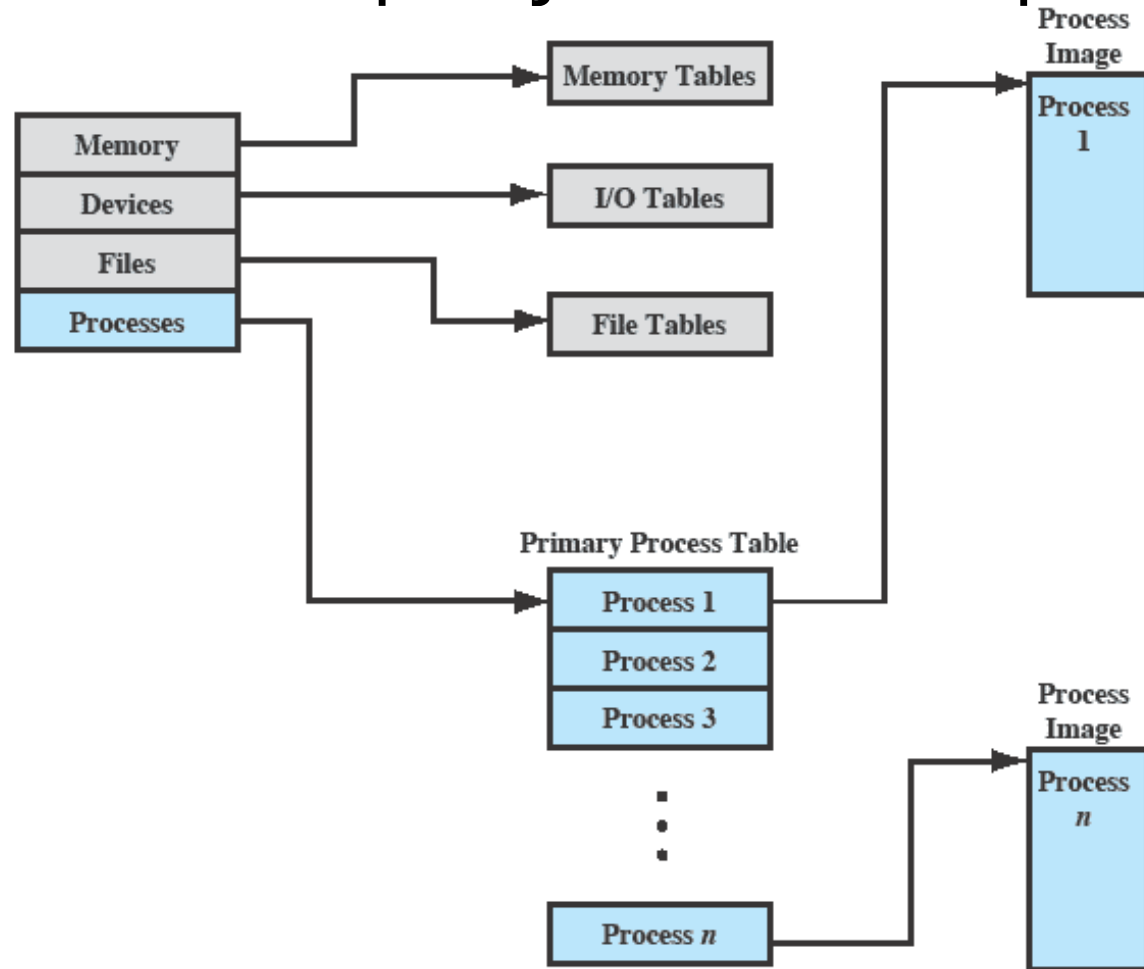 Process
Image
Memory Tables
Process
1
Memory
Devices
I/O Tables
Files
Processes
File Tables
Primary Process Table
Process 1
Process 2
Process 3
Process
Image
Process
n
Process n